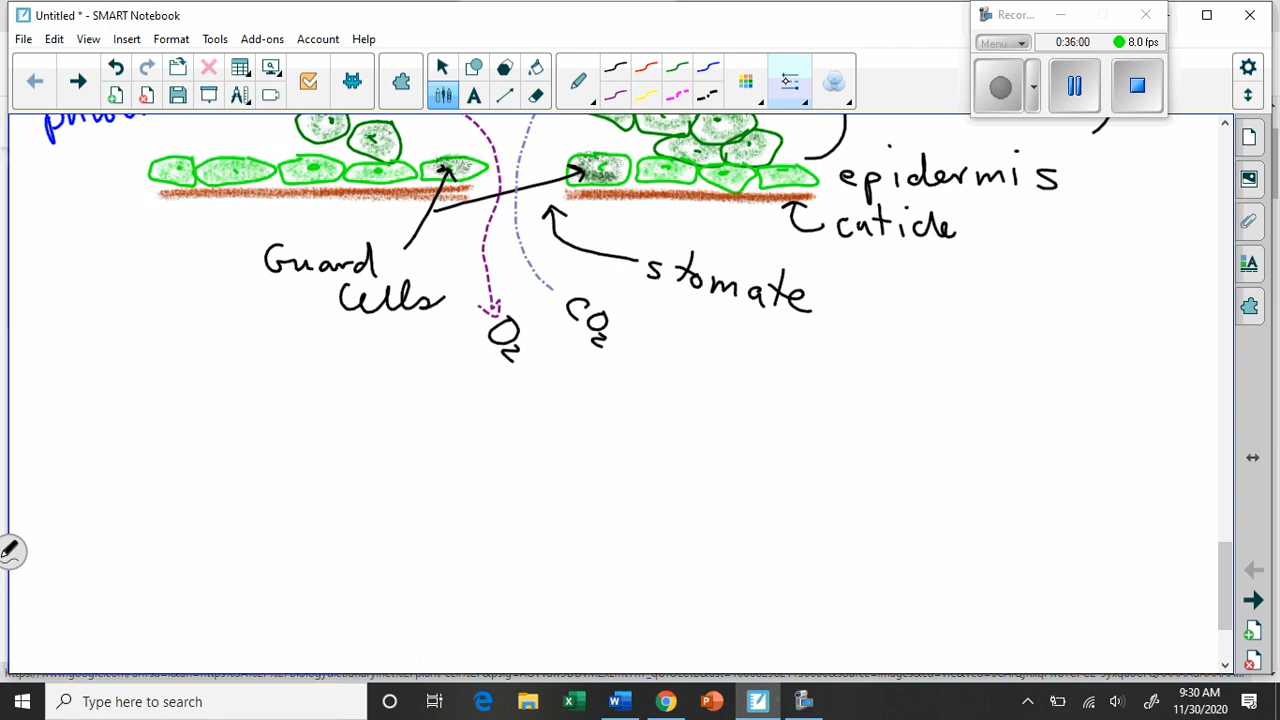 Untitled * - SMART Notebook
Recor...
File Edit View Insert Format Tools Add-ons Account Help
Menu
0:36:00
8.0 fps
epidermis
cuticle
Guard
Cells
stomate
O2
CO2
Type here to search
9:30 AM
11/30/2020